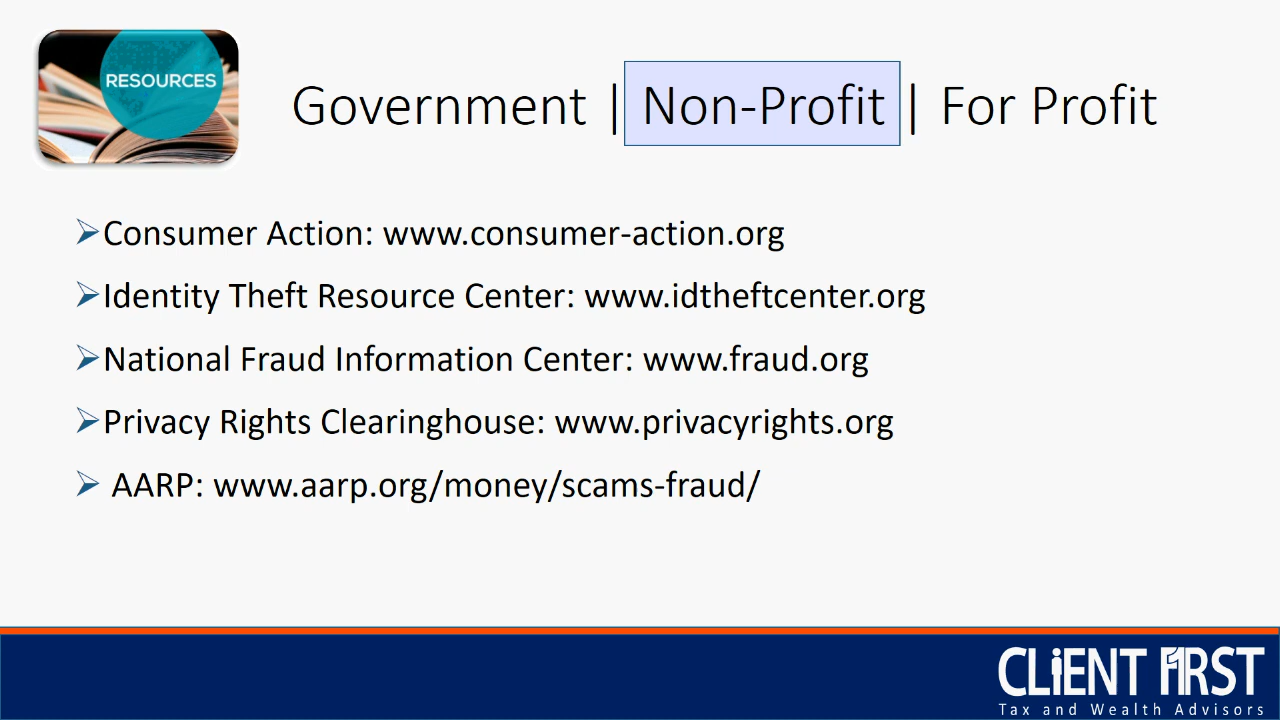 RESOURCES
Government | Non-Profit | For Profit
Consumer Action: www.consumer-action.org
Identity Theft Resource Center: www.idtheftcenter.org
National Fraud Information Center: www.fraud.org
Privacy Rights Clearinghouse: www.privacyrights.org
AARP: www.aarp.org/money/scams-fraud/
CLiENT FIRST
Tax and Wealth Advisors